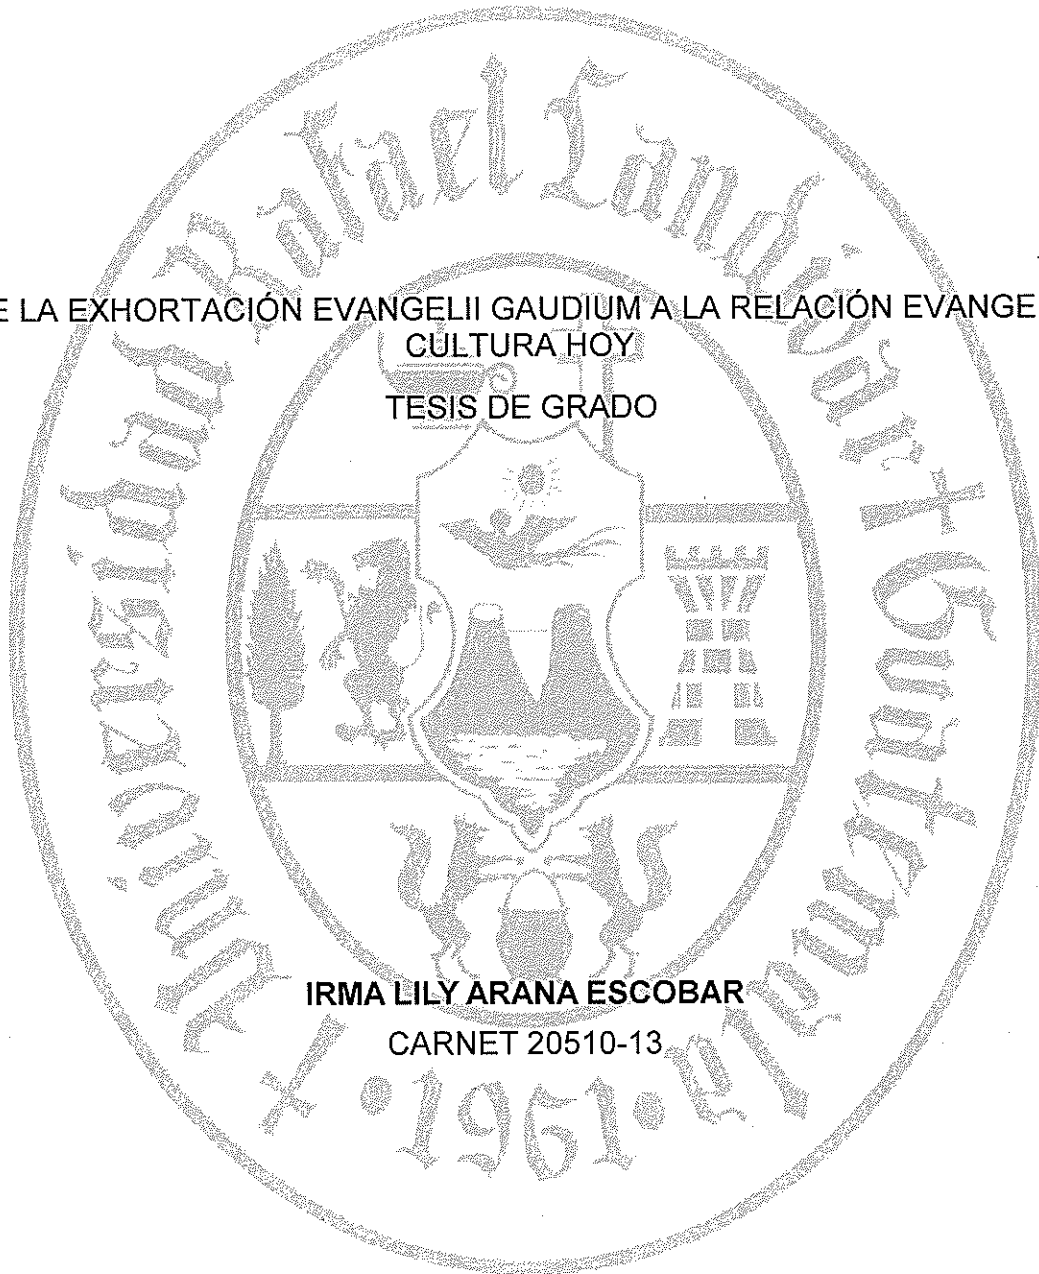 E LA EXHORTACIÓN EVANGELII GAUDIUM A LA RELACIÓN EVANGE
CULTURA HOY
TESIS DE GRADO
IRMA LILY ARANA ESCOBAR
CARNET 20510-13
Universidad Rafael Landívar + Guatemala + 1961